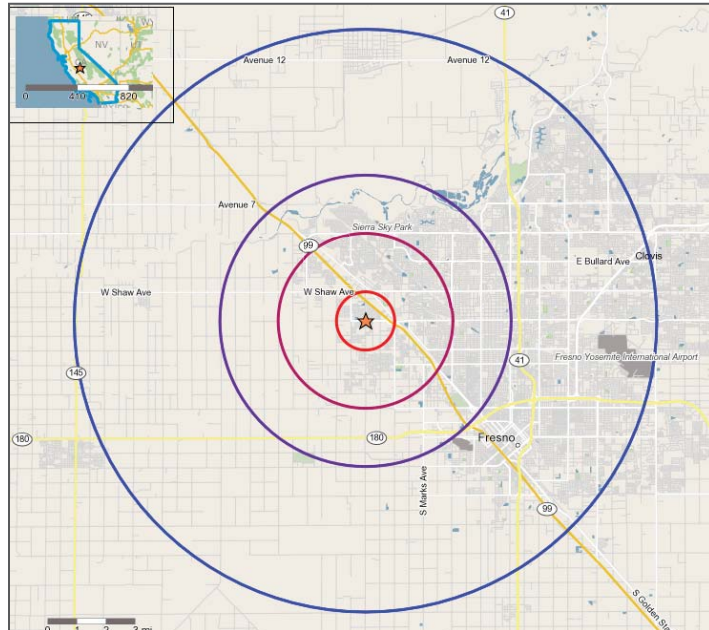 NV
UT
0
410
820
41
Avenue 12
Avenue 12
Avenue 7
Sierra Sky Park
99
E Bullard Ave
Clovis
W Shaw Ave
W Shaw Ave
Fresno Yosemite International Airport
41
145
180
180
Fresno
S Marks Ave
99
S Golden Sta
0
1
2
3 mi